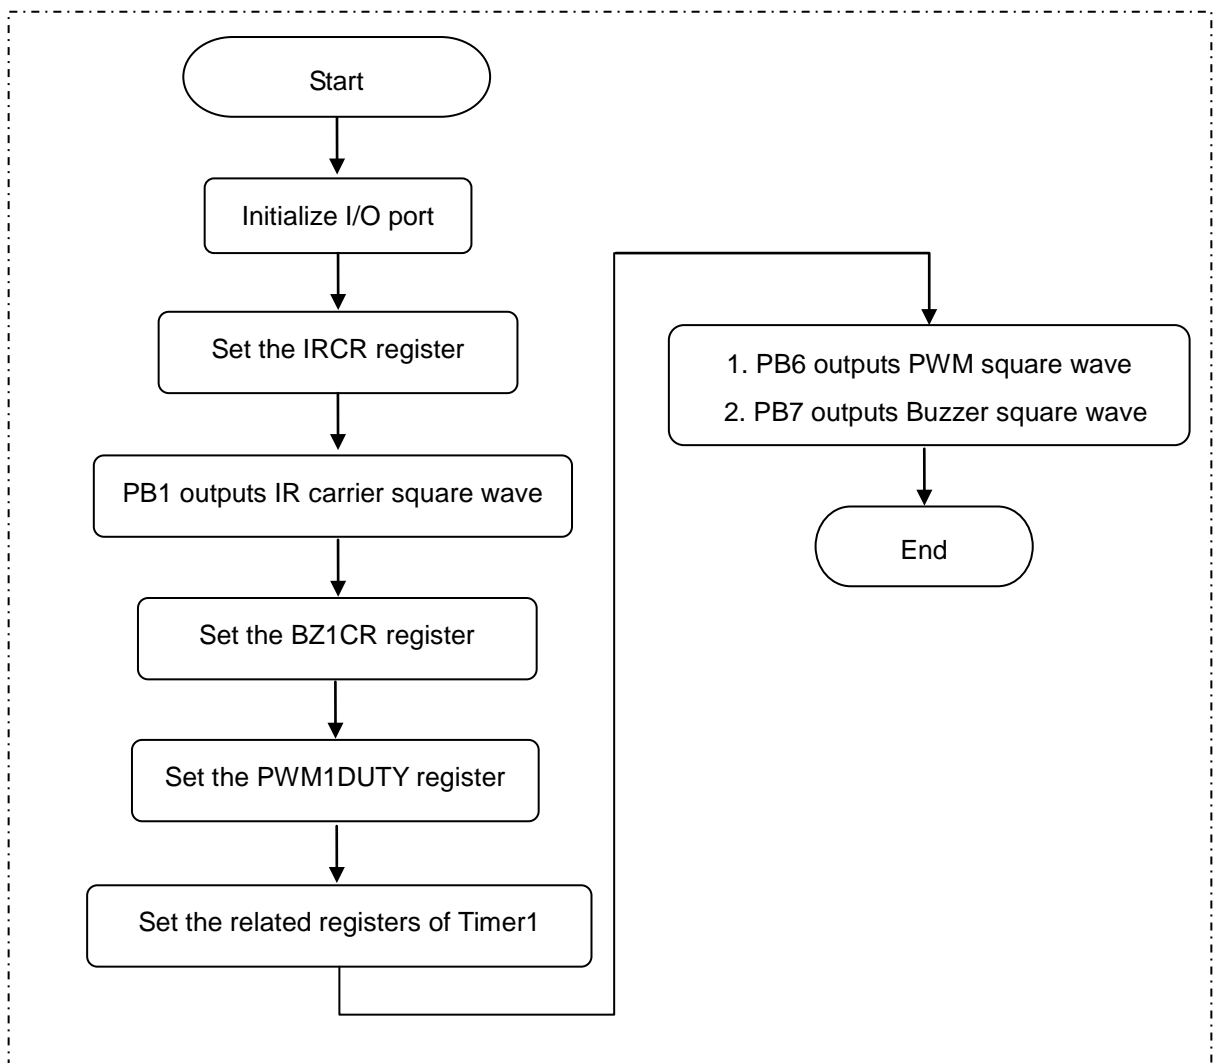 Start
Initialize I/O port
Set the IRCR register
PB1 outputs IR carrier square wave
Set the BZ1CR register
Set the PWM1DUTY register
Set the related registers of Timer1
1. PB6 outputs PWM square wave
2. PB7 outputs Buzzer square wave
End